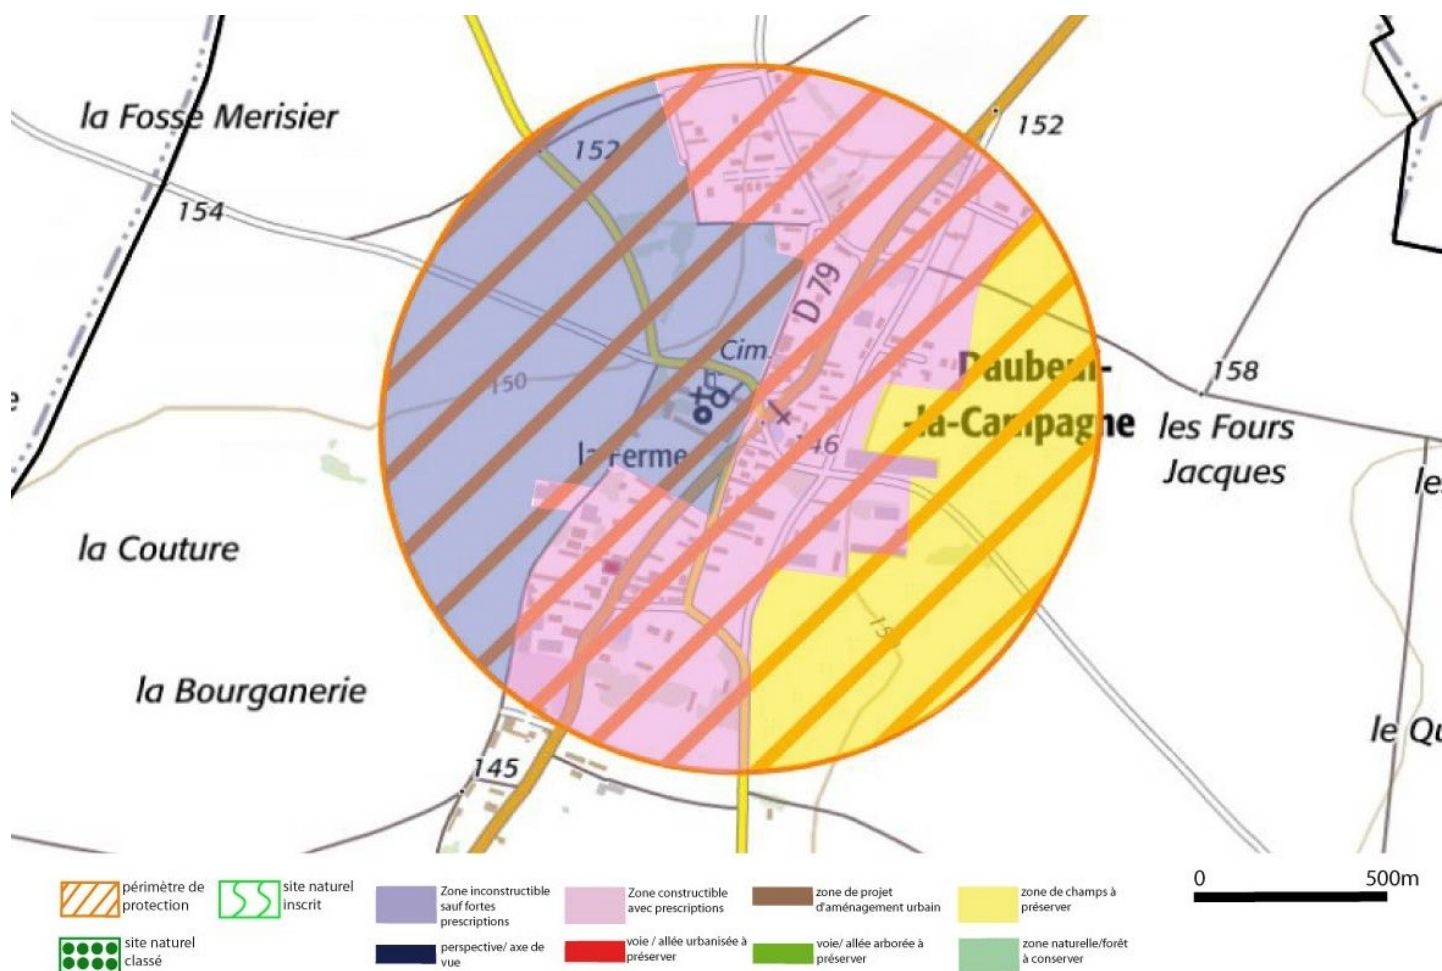 la Fosse Merisier
152
152
154
D 79
Cim.
150
158
Daubeuf-
-la-Campagne
les Fours
Jacques
la Ferme
146
la Couture
la Bourganerie
145
0 500m
périmètre de
protection
site naturel
inscrit
Zone inconstructible
sauf fortes
prescriptions
Zone constructible
avec prescriptions
zone de projet
d'aménagement urbain
zone de champs à
préserver
site naturel
classé
perspective/ axe de
vue
voie / allée urbanisée à
préserver
voie/ allée arborée à
préserver
zone naturelle/forêt
à conserver